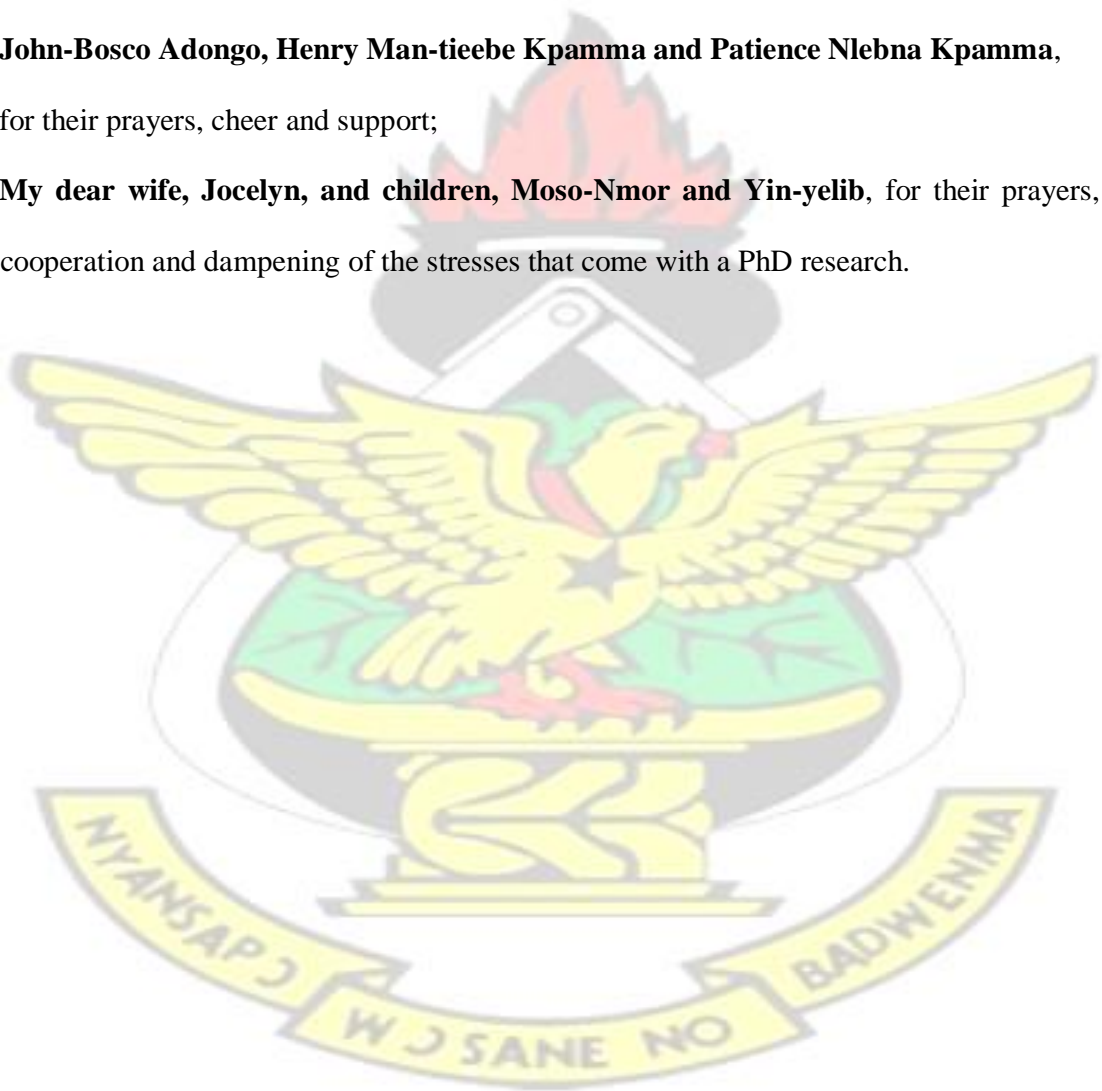 John-Bosco Adongo, Henry Man-tieebe Kpamma and Patience Nlebna Kpamma,
for their prayers, cheer and support;
My dear wife, Jocelyn, and children, Moso-Nmor and Yin-yelib, for their prayers,
cooperation and dampening of the stresses that come with a PhD research.
NYANSAPƆ
WƆSANE NO
BADWENMA